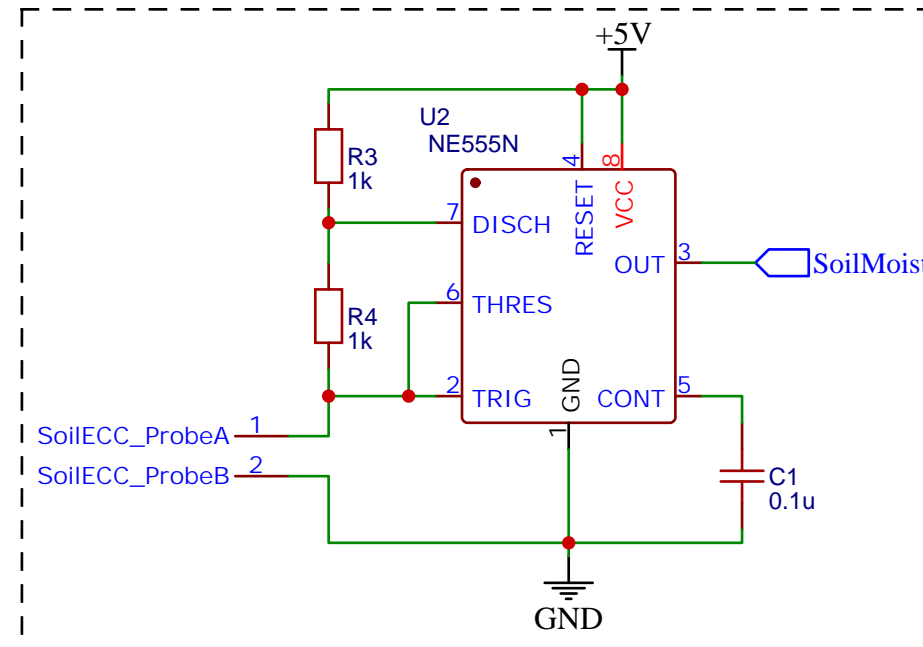 +5V
U2
NE555N
R3
1k
4
8
RESET
VCC
7
DISCH
OUT
3
SoilMoist
6
THRES
R4
1k
GND
2
TRIG
CONT
5
1
SoilECC_ProbeA
1
SoilECC_ProbeB
2
C1
0.1u
GND